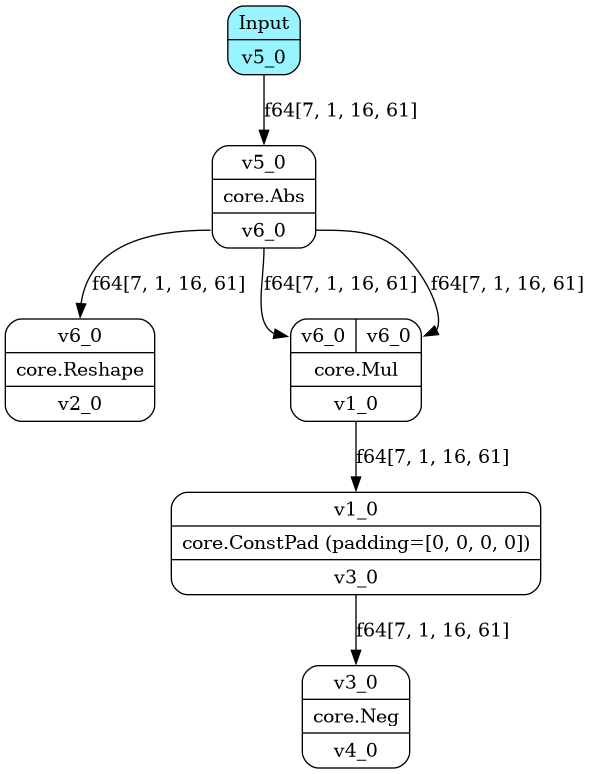 Input
v5_0
f64[7, 1, 16, 61]
v5_0
core.Abs
v6_0
f64[7, 1, 16, 61]
f64[7, 1, 16, 61]
f64[7, 1, 16, 61]
v6_0
core.Reshape
v2_0
v6_0 v6_0
core.Mul
v1_0
f64[7, 1, 16, 61]
v1_0
core.ConstPad (padding=[0, 0, 0, 0])
v3_0
f64[7, 1, 16, 61]
v3_0
core.Neg
v4_0